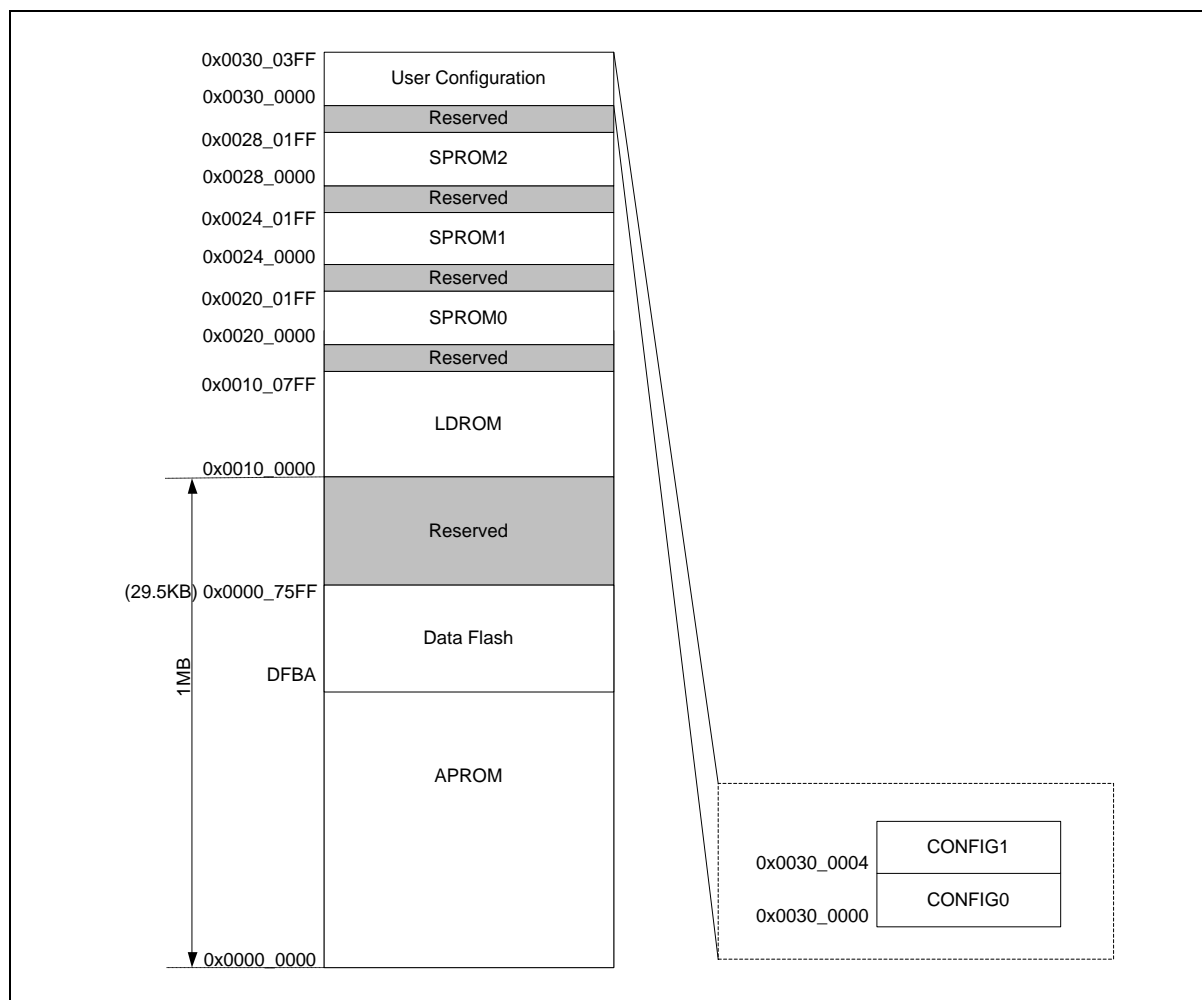 0x0030_03FF
User Configuration
0x0030_0000
Reserved
0x0028_01FF
SPROM2
0x0028_0000
Reserved
0x0024_01FF
SPROM1
0x0024_0000
Reserved
0x0020_01FF
SPROM0
0x0020_0000
Reserved
0x0010_07FF
LDROM
0x0010_0000
Reserved
(29.5KB) 0x0000_75FF
Data Flash
1MB
DFBA
APROM
CONFIG1
0x0030_0004
CONFIG0
0x0030_0000
0x0000_0000